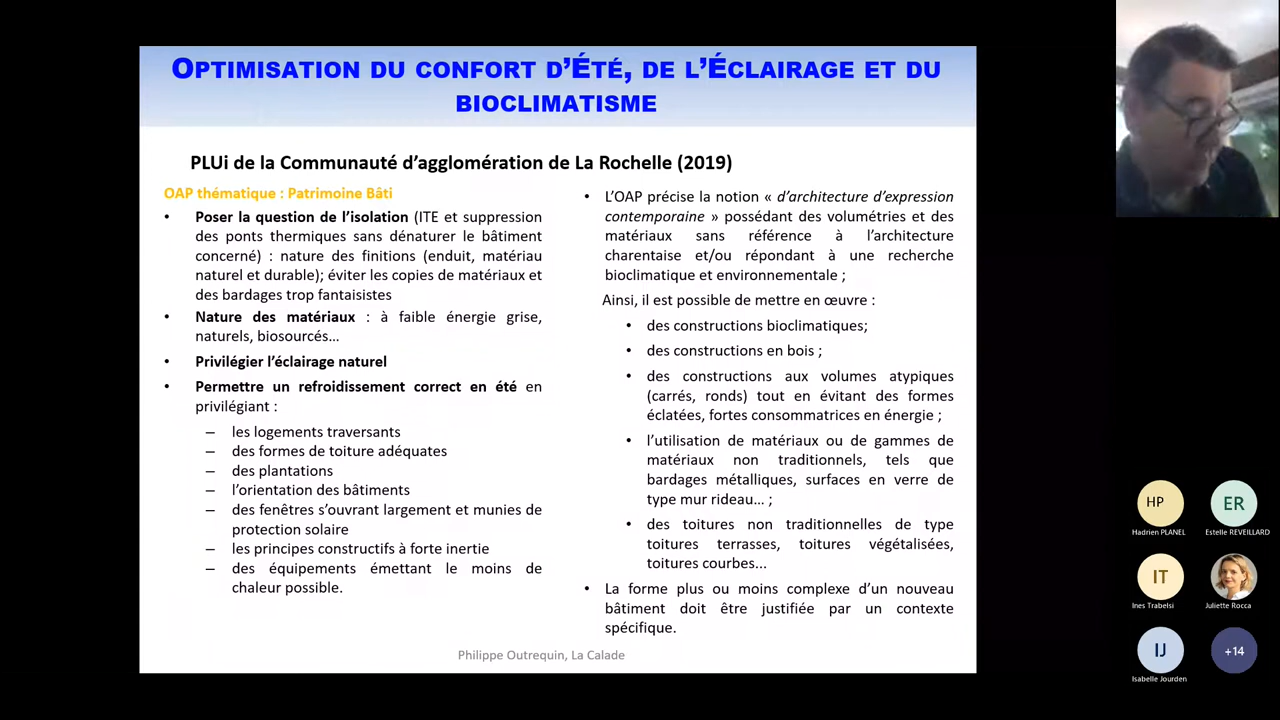 OPTIMISATION DU CONFORT D'ÉTÉ, DE L'ÉCLAIRAGE ET DU
BIOCLIMATISME
PLUi de la Communauté d'agglomération de La Rochelle (2019)
OAP thématique : Patrimoine Bâti
• Poser la question de l'isolation (ITE et suppression
des ponts thermiques sans dénaturer le bâtiment
concerné) : nature des finitions (enduit, matériau
naturel et durable); éviter les copies de matériaux et
des bardages trop fantaisistes
• Nature des matériaux : à faible énergie grise,
naturels, biosourcés...
• Privilégier l'éclairage naturel
• Permettre un refroidissement correct en été en
privilégiant :
– les logements traversants
– des formes de toiture adéquates
– des plantations
– l'orientation des bâtiments
– des fenêtres s'ouvrant largement et munies de
protection solaire
– les principes constructifs à forte inertie
– des équipements émettant le moins de
chaleur possible.
• L'OAP précise la notion « d'architecture d'expression
contemporaine » possédant des volumétries et des
matériaux sans référence à l'architecture
charentaise et/ou répondant à une recherche
bioclimatique et environnementale ;
Ainsi, il est possible de mettre en œuvre :
• des constructions bioclimatiques;
• des constructions en bois ;
• des constructions aux volumes atypiques
(carrés, ronds) tout en évitant des formes
éclatées, fortes consommatrices en énergie ;
• l'utilisation de matériaux ou de gammes de
matériaux non traditionnels, tels que
bardages métalliques, surfaces en verre de
type mur rideau... ;
• des toitures non traditionnelles de type
toitures terrasses, toitures végétalisées,
toitures courbes...
• La forme plus ou moins complexe d'un nouveau
bâtiment doit être justifiée par un contexte
spécifique.
Philippe Outrequin, La Calade
HP
ER
Hadrien PLANEL
Estelle REVEILLARD
IT
Ines Trabelsi
Juliette Rocca
IJ
+14
Isabelle Jourden